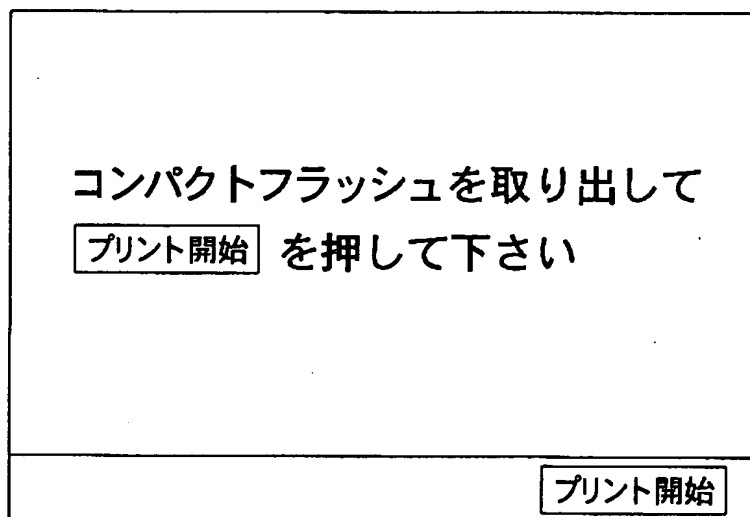 コンパクトフラッシュを取り出して
プリント開始 を押して下さい
プリント開始